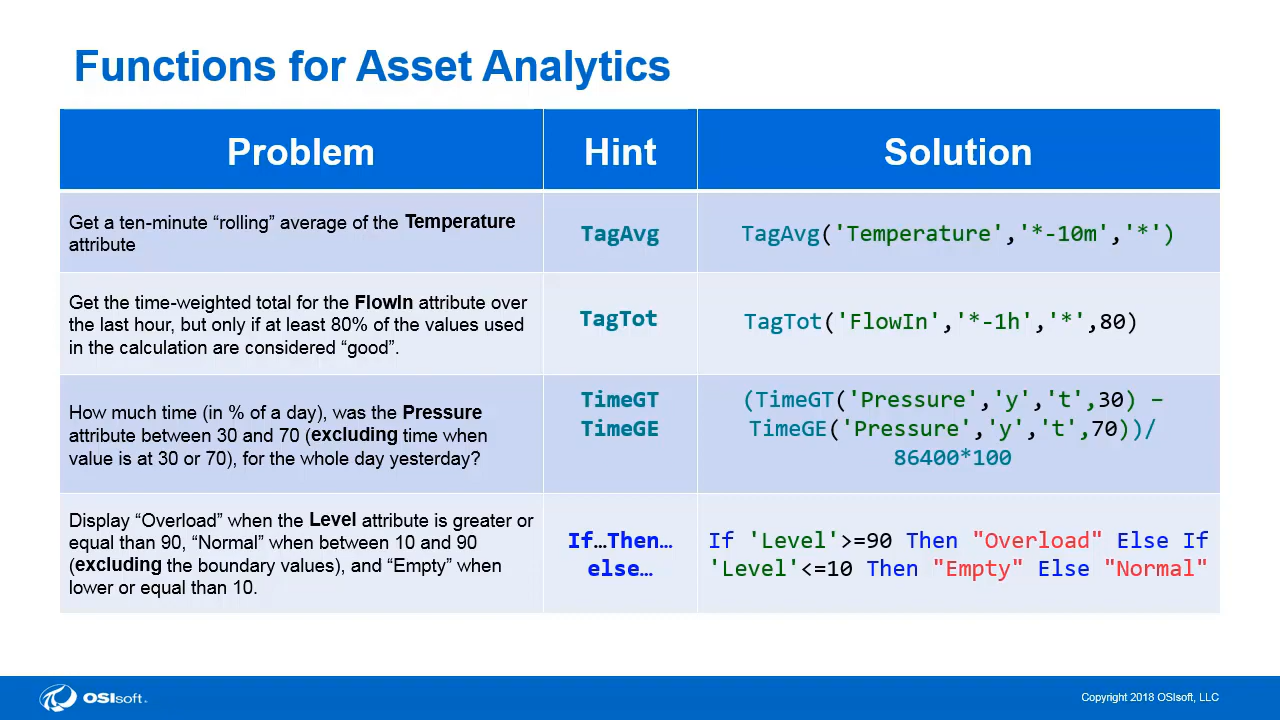 Functions for Asset Analytics
Problem
Hint
Solution
Get a ten-minute “rolling” average of the Temperature
attribute
TagAvg
TagAvg('Temperature','*-10m','*')
Get the time-weighted total for the FlowIn attribute over
the last hour, but only if at least 80% of the values used
in the calculation are considered “good”.
TagTot
TagTot('FlowIn','*-1h','*',80)
How much time (in % of a day), was the Pressure
attribute between 30 and 70 (excluding time when
value is at 30 or 70), for the whole day yesterday?
TimeGT
TimeGE
(TimeGT('Pressure','y','t',30) –
TimeGE('Pressure','y','t',70))/
86400*100
Display “Overload” when the Level attribute is greater or
equal than 90, “Normal” when between 10 and 90
(excluding the boundary values), and “Empty” when
lower or equal than 10.
If…Then…
else…
If 'Level'>=90 Then "Overload" Else If
'Level'<=10 Then "Empty" Else "Normal"
OSIsoft.
Copyright 2018 OSIsoft, LLC